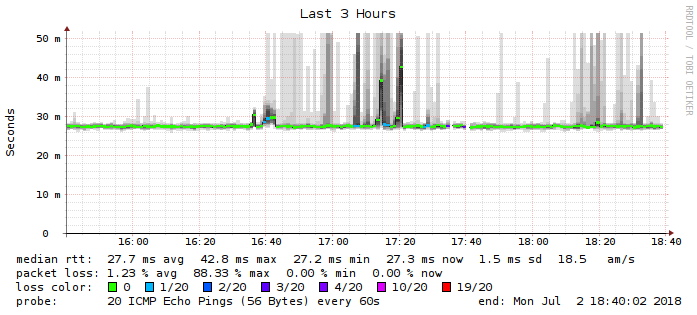 Last 3 Hours
RRDTOOL / TOBI OETIKER
Seconds
50 m
40 m
30 m
20 m
10 m
0
16:00 16:20 16:40 17:00 17:20 17:40 18:00 18:20 18:40
median rtt: 27.7 ms avg 42.8 ms max 27.2 ms min 27.3 ms now 1.5 ms sd 18.5 am/s
packet loss: 1.23 % avg 88.33 % max 0.00 % min 0.00 % now
loss color: 0 1/20 2/20 3/20 4/20 10/20 19/20
probe: 20 ICMP Echo Pings (56 Bytes) every 60s end: Mon Jul 2 18:40:02 2018